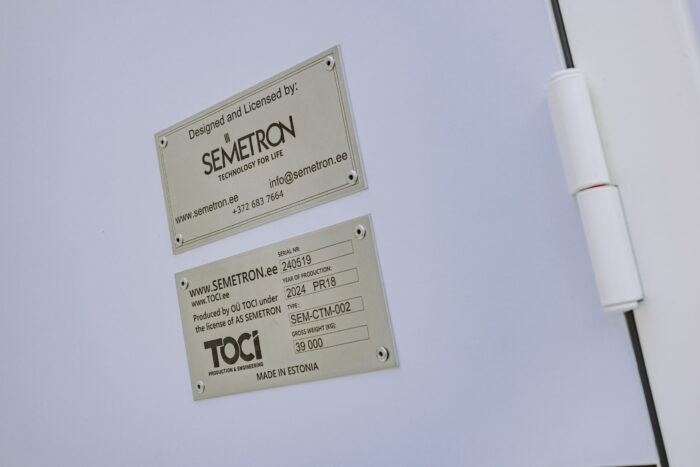 Designed and Licensed by:
SEMETRON
TECHNOLOGY FOR LIFE
www.semetron.ee info@semetron.ee
+372 683 7664
www.SEMETRON.ee
www.TOCI.ee
Produced by OÜ TOCI under
the license of AS SEMETRON
TOCI
PRODUCTION & ENGINEERING
SERIAL NR:
240519
YEAR OF PRODUCTION:
2024 PR18
TYPE:
SEM-CTM-002
GROSS WEIGHT (KG):
39 000
MADE IN ESTONIA